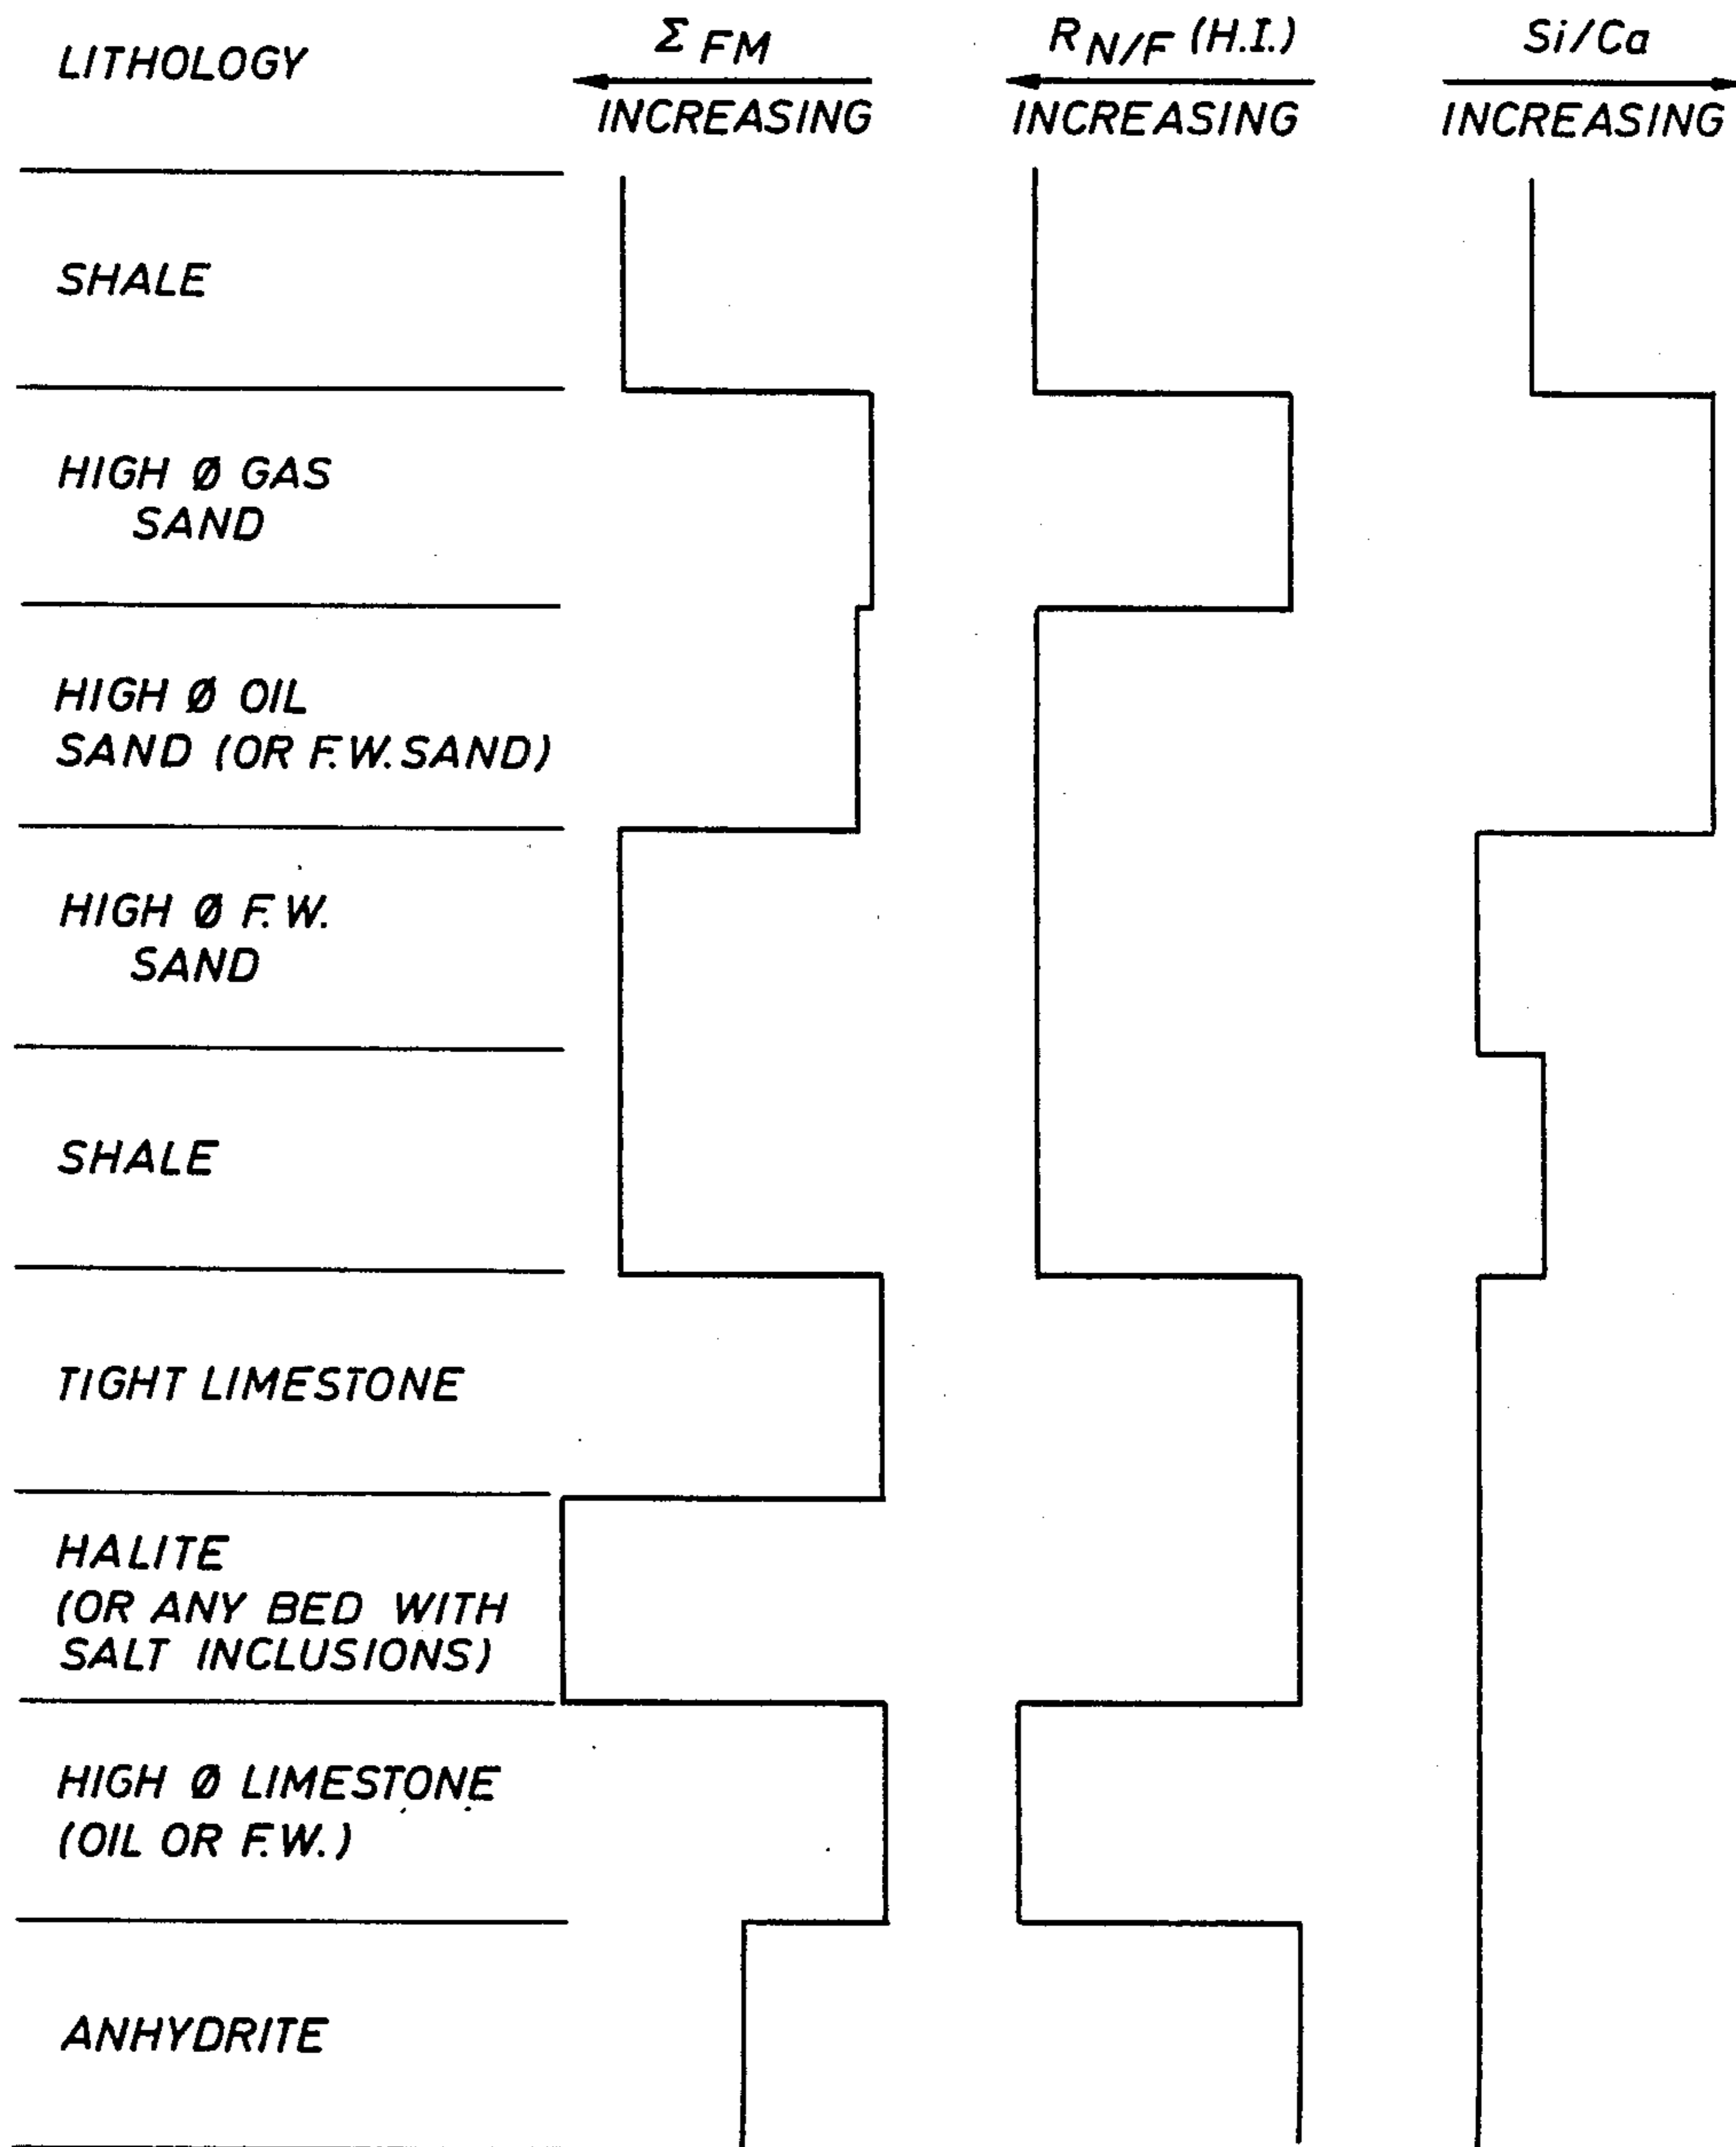 LITHOLOGY
Σ FM
INCREASING
R N/F (H.I.)
INCREASING
Si/Ca
INCREASING
SHALE
HIGH Ø GAS
SAND
HIGH Ø OIL
SAND (OR F.W. SAND)
HIGH Ø F.W.
SAND
SHALE
TIGHT LIMESTONE
HALITE
(OR ANY BED WITH
SALT INCLUSIONS)
HIGH Ø LIMESTONE
(OIL OR F.W.)
ANHYDRITE